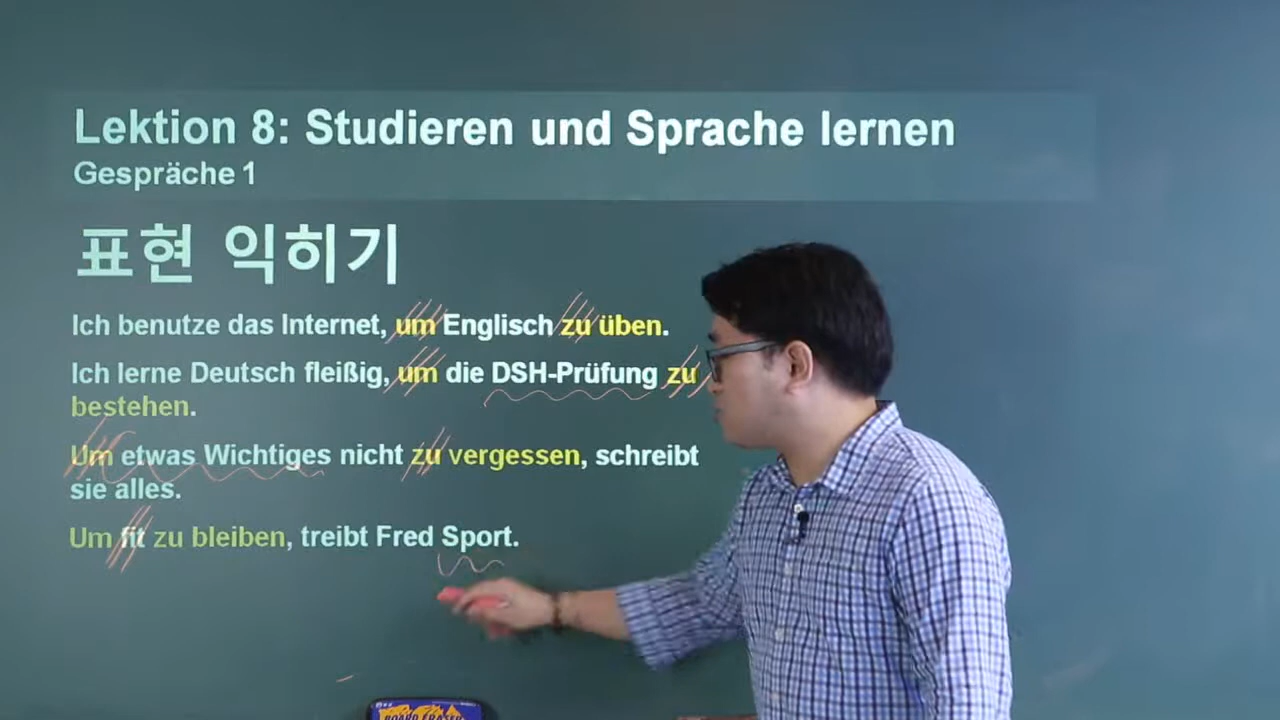 Lektion 8: Studieren und Sprache lernen
Gespräche 1
표현 익히기
Ich benutze das Internet, um Englisch zu üben.
Ich lerne Deutsch fleißig, um die DSH-Prüfung zu
bestehen.
Um etwas Wichtiges nicht zu vergessen, schreibt
sie alles.
Um fit zu bleiben, treibt Fred Sport.
BOARD ERASER